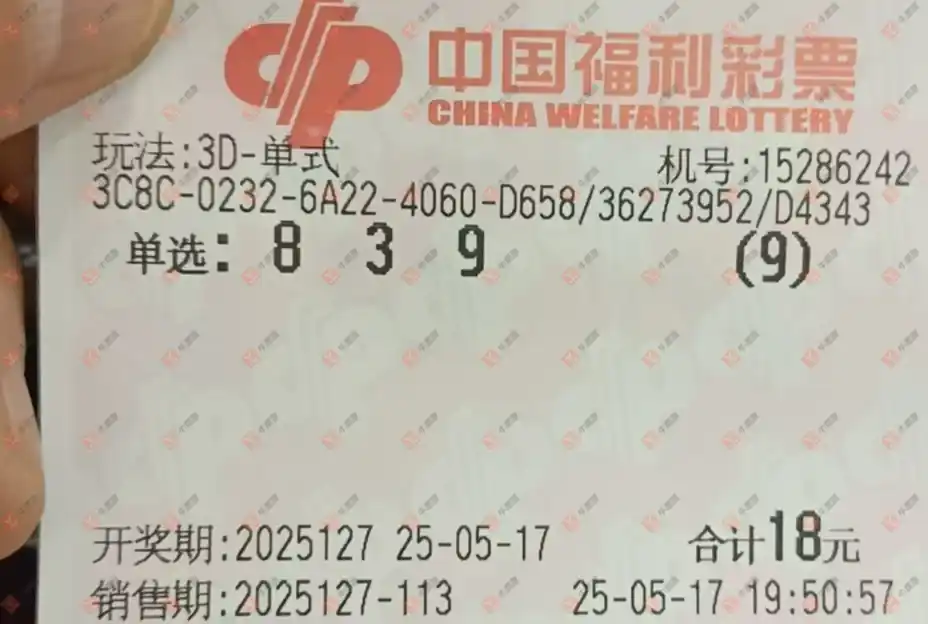 中国福利彩票
CHINA WELFARE LOTTERY
玩法:3D-单式 机号:15286242
3C8C-0232-6A22-4060-D658/36273952/D4343
单选: 8 3 9 (9)
开奖期:2025127 25-05-17 合计18元
销售期:2025127-113 25-05-17 19:50:57